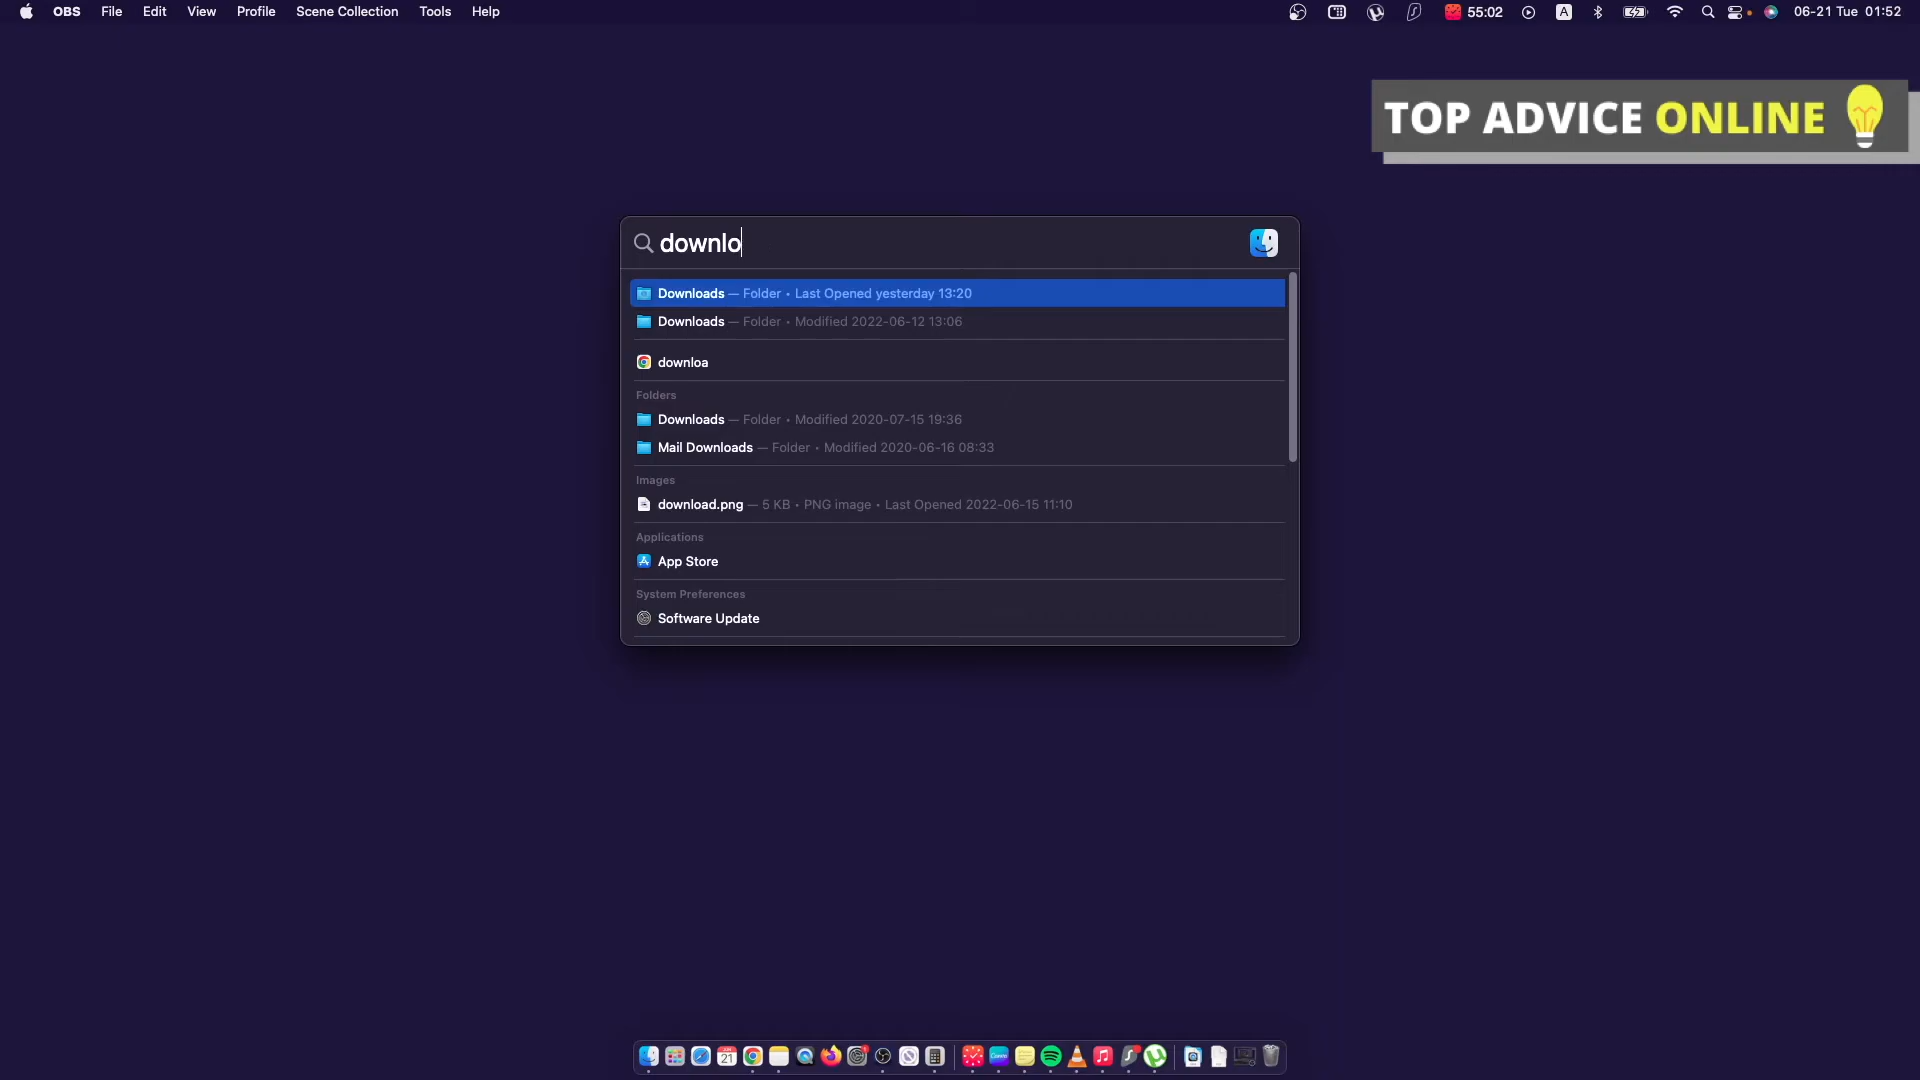 OBS File Edit View Profile Scene Collection Tools Help 55:02 A 06-21 Tue 01:52
TOP ADVICE ONLINE
downlo
Downloads — Folder • Last Opened yesterday 13:20
Downloads — Folder • Modified 2022-06-12 13:06
downloa
Folders
Downloads — Folder • Modified 2020-07-15 19:36
Mail Downloads — Folder • Modified 2020-06-16 08:33
Images
download.png — 5 KB • PNG image • Last Opened 2022-06-15 11:10
Applications
App Store
System Preferences
Software Update
21